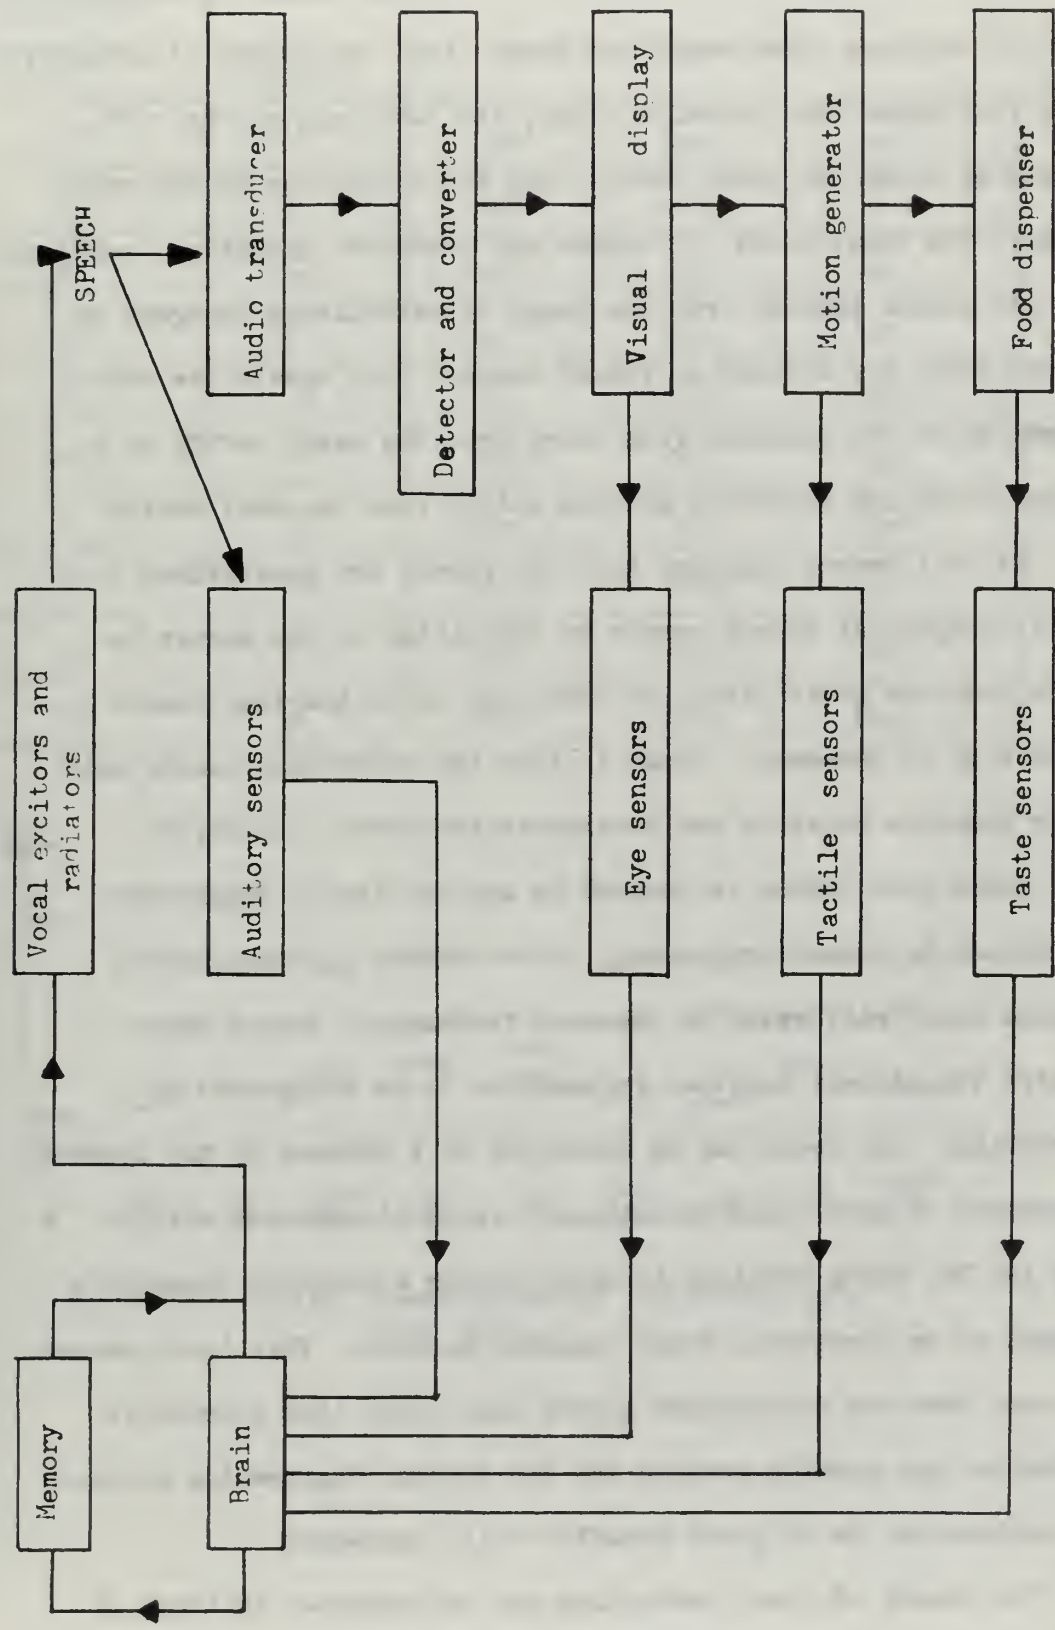 Memory
Brain
Vocal excitors and
radiators
Auditory sensors
Eye sensors
Tactile sensors
Taste sensors
SPEECH
Audio transducer
Detector and converter
Visual display
Motion generator
Food dispenser